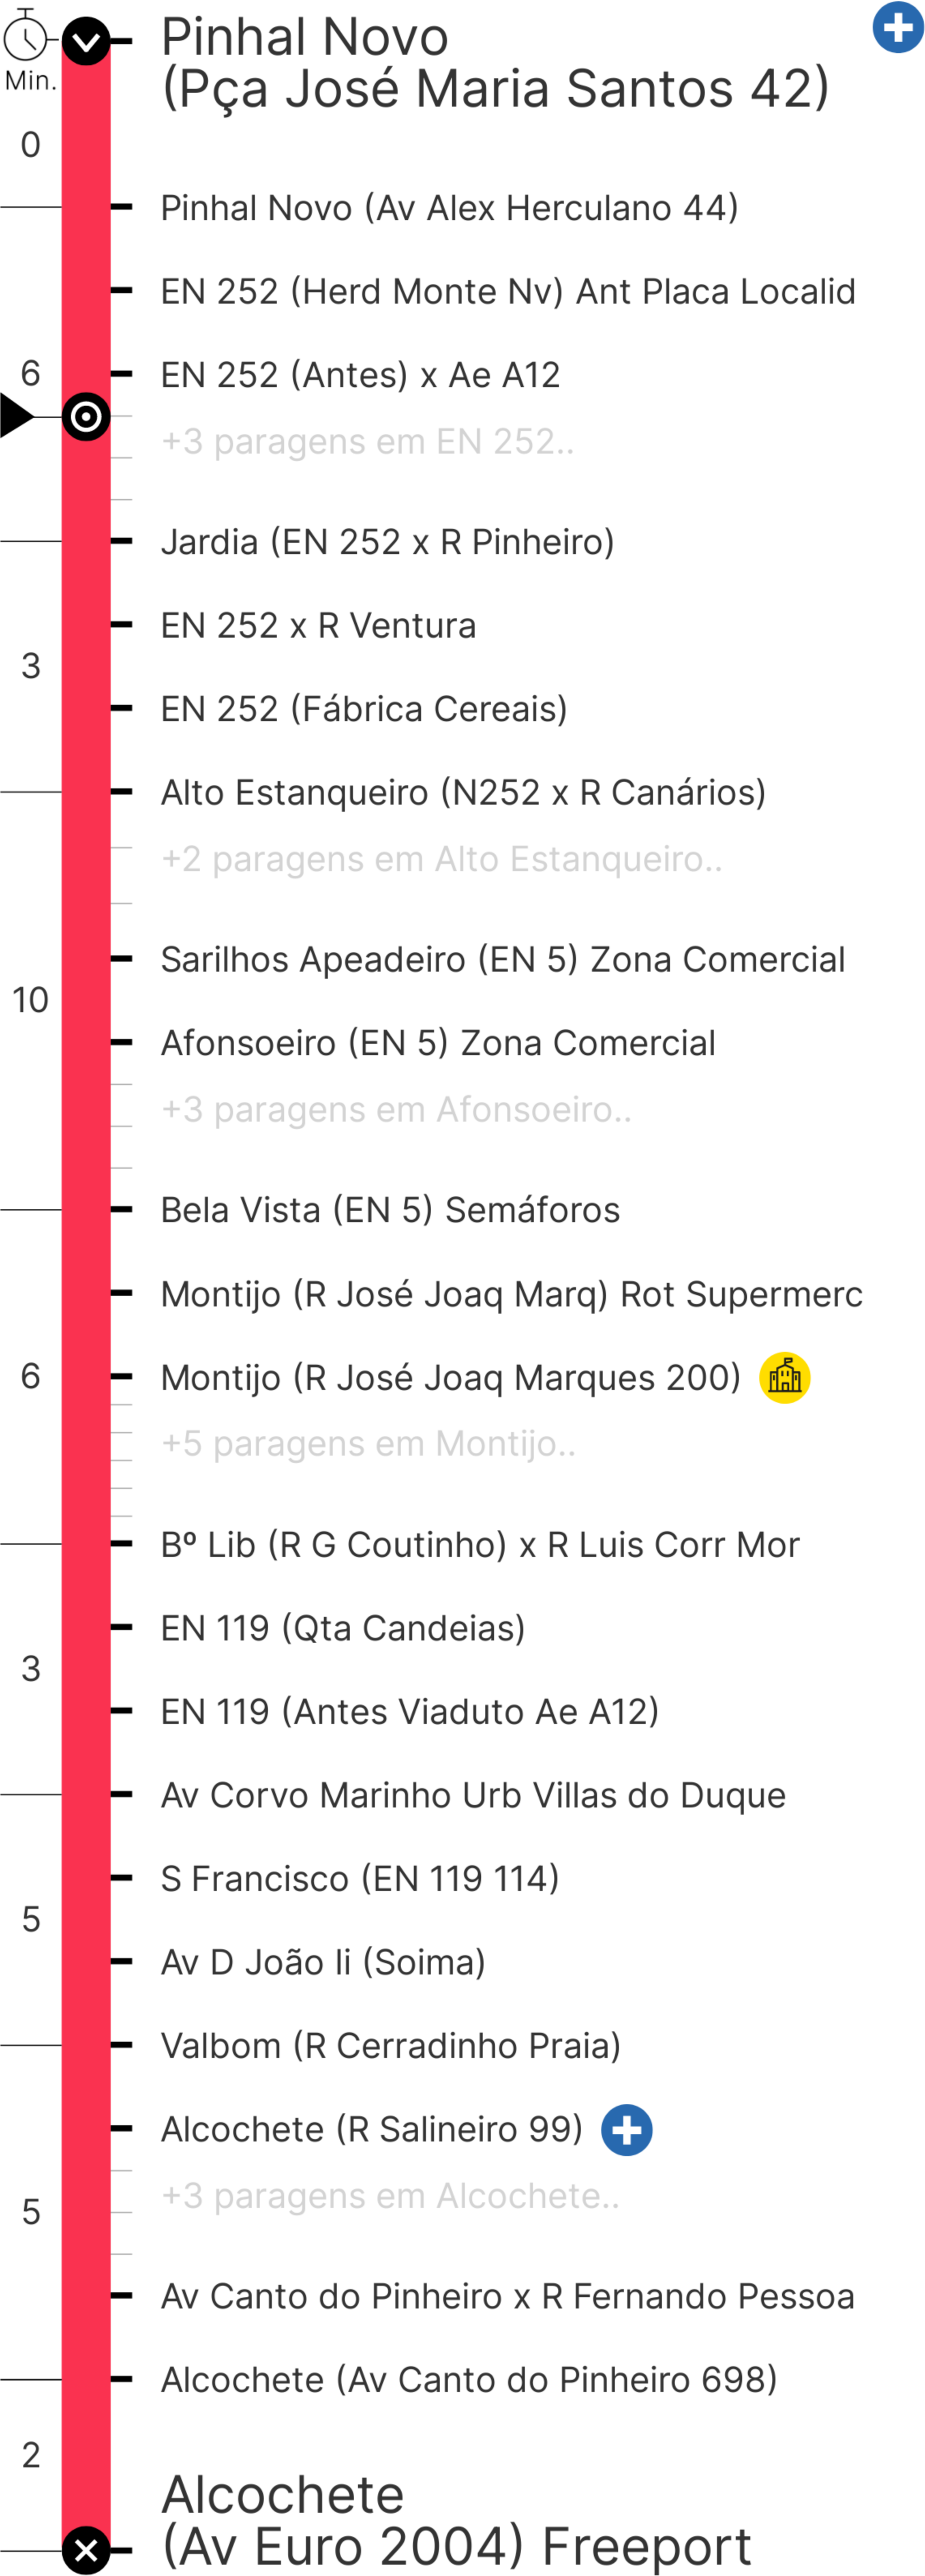 Pinhal Novo
(Pça José Maria Santos 42)
Min.
0
Pinhal Novo (Av Alex Herculano 44)
EN 252 (Herd Monte Nv) Ant Placa Localid
6
EN 252 (Antes) x Ae A12
+3 paragens em EN 252..
Jardia (EN 252 x R Pinheiro)
EN 252 x R Ventura
3
EN 252 (Fábrica Cereais)
Alto Estanqueiro (N252 x R Canários)
+2 paragens em Alto Estanqueiro..
Sarilhos Apeadeiro (EN 5) Zona Comercial
10
Afonsoeiro (EN 5) Zona Comercial
+3 paragens em Afonsoeiro..
Bela Vista (EN 5) Semáforos
Montijo (R José Joaq Marq) Rot Supermerc
6
Montijo (R José Joaq Marques 200)
+5 paragens em Montijo..
Bº Lib (R G Coutinho) x R Luis Corr Mor
EN 119 (Qta Candeias)
3
EN 119 (Antes Viaduto Ae A12)
Av Corvo Marinho Urb Villas do Duque
S Francisco (EN 119 114)
5
Av D João Ii (Soima)
Valbom (R Cerradinho Praia)
Alcochete (R Salineiro 99)
+3 paragens em Alcochete..
5
Av Canto do Pinheiro x R Fernando Pessoa
Alcochete (Av Canto do Pinheiro 698)
2
Alcochete
(Av Euro 2004) Freeport